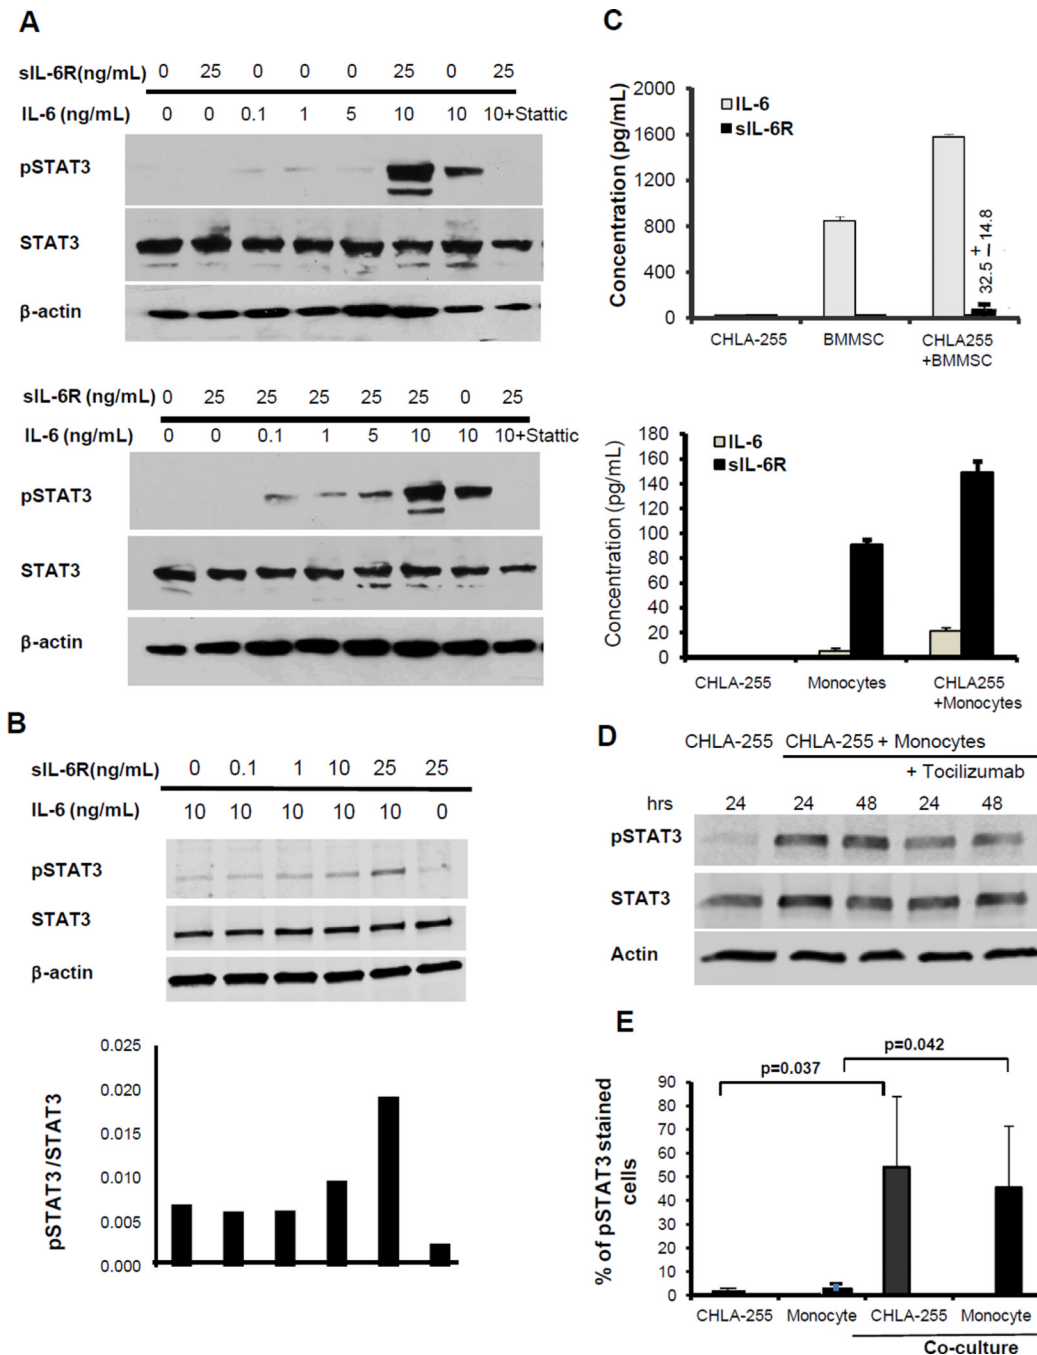 A
sIL-6R(ng/mL) 0 25 0 0 0 25 0 25
IL-6 (ng/mL) 0 0 0.1 1 5 10 10 10+Stattic
pSTAT3
STAT3
β-actin
sIL-6R (ng/mL) 0 25 25 25 25 25 0 25
IL-6 (ng/mL) 0 0 0.1 1 5 10 10 10+Stattic
pSTAT3
STAT3
β-actin
B
sIL-6R(ng/mL) 0 0.1 1 10 25 25
IL-6 (ng/mL) 10 10 10 10 10 0
pSTAT3
STAT3
β-actin
pSTAT3/STAT3
0.025
0.020
0.015
0.010
0.005
0.000
C
Concentration (pg/mL)
2000
1600
1200
800
400
0
IL-6
sIL-6R
32.5 ± 14.8
CHLA-255 BMMSC CHLA255
+BMMSC
Concentration (pg/mL)
180
160
140
120
100
80
60
40
20
0
IL-6
sIL-6R
CHLA-255 Monocytes CHLA255
+Monocytes
D
CHLA-255 CHLA-255 + Monocytes
+ Tocilizumab
hrs 24 24 48 24 48
pSTAT3
STAT3
Actin
E
% of pSTAT3 stained
cells
90
80
70
60
50
40
30
20
10
0
p=0.037
p=0.042
CHLA-255 Monocyte CHLA-255 Monocyte
Co-culture